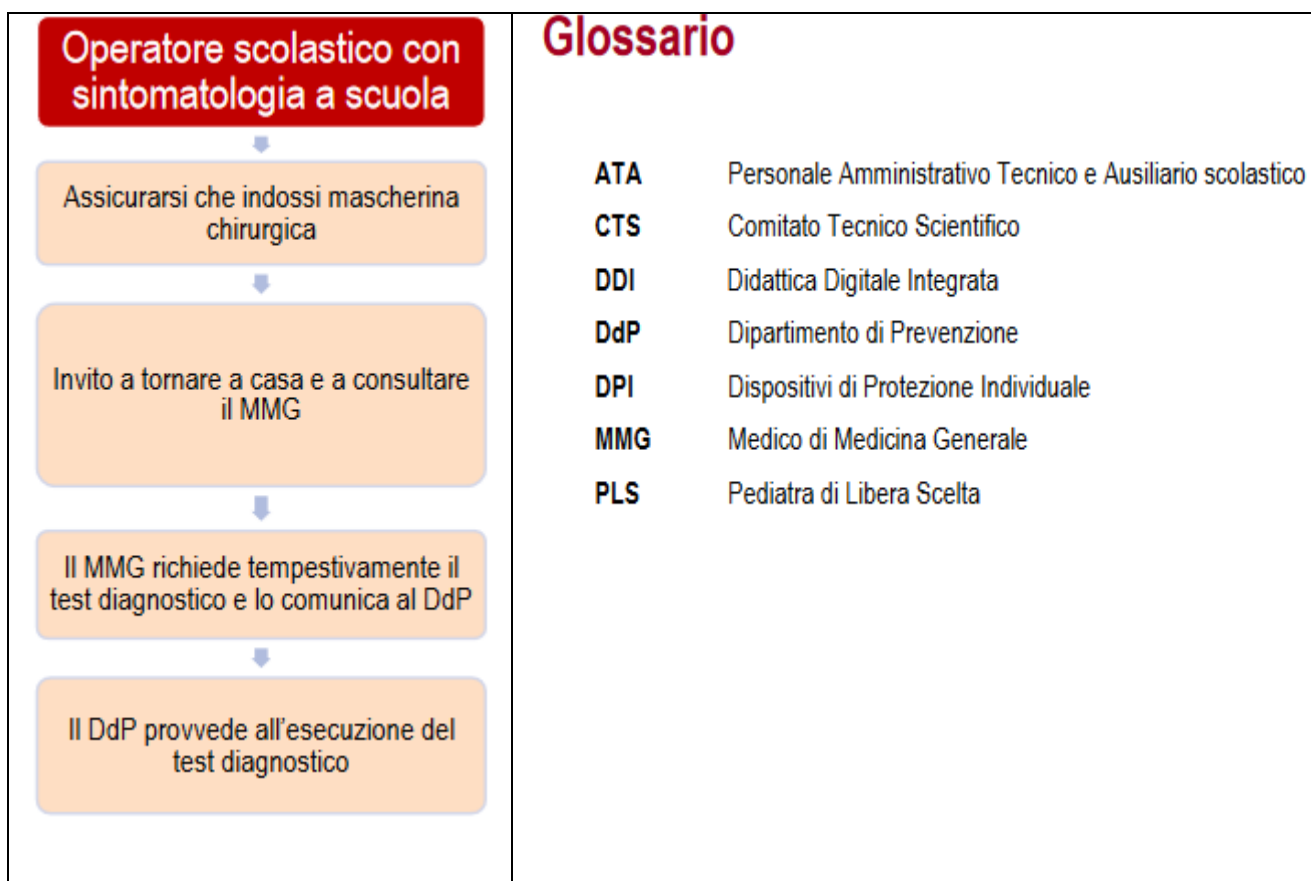 Operatore scolastico con
sintomatologia a scuola
Assicurarsi che indossi mascherina
chirurgica
Invito a tornare a casa e a consultare
il MMG
Il MMG richiede tempestivamente il
test diagnostico e lo comunica al DdP
Il DdP provvede all'esecuzione del
test diagnostico
Glossario
ATA Personale Amministrativo Tecnico e Ausiliario scolastico
CTS Comitato Tecnico Scientifico
DDI Didattica Digitale Integrata
DdP Dipartimento di Prevenzione
DPI Dispositivi di Protezione Individuale
MMG Medico di Medicina Generale
PLS Pediatra di Libera Scelta